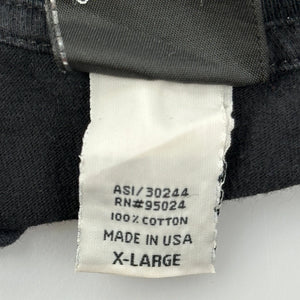 ASI/30244
RN#95024
100% COTTON
MADE IN USA
X-LARGE